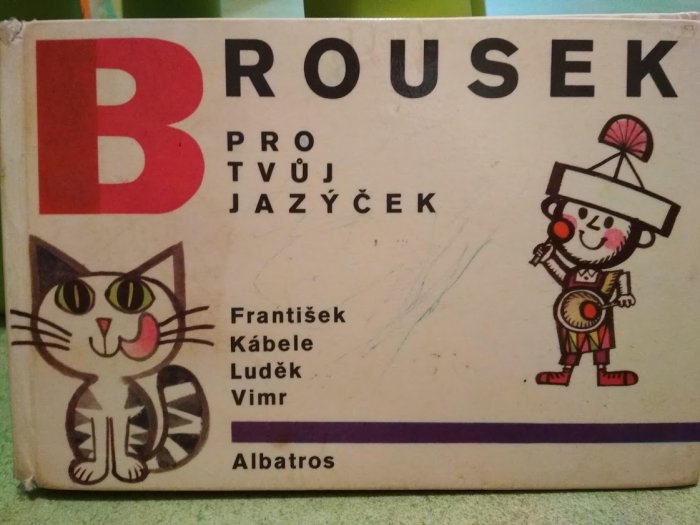 BROUSEK
PRO
TVŮJ
JAZÝČEK
František
Kábele
Luděk
Vimr
Albatros